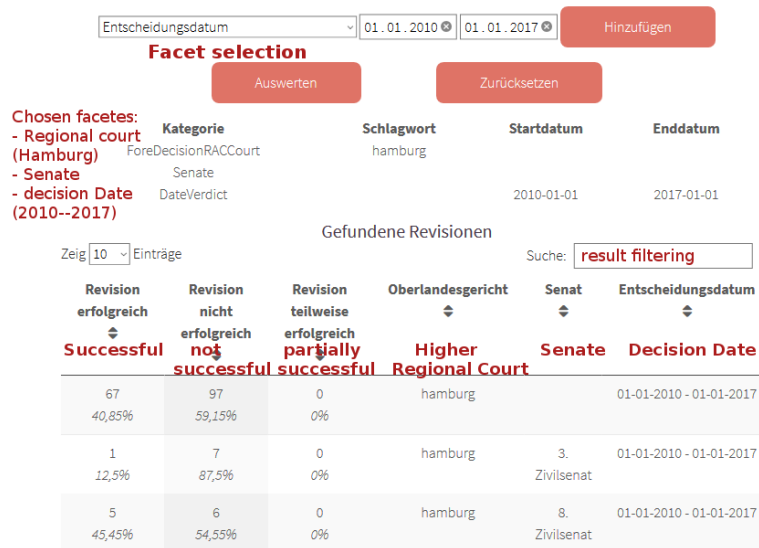 Entscheidungsdatum 01.01.2010 01.01.2017 Hinzufügen
Facet selection
Auswerten Zurücksetzen
Chosen facetes:
- Regional court
(Hamburg)
- Senate
- decision Date
(2010--2017)
Kategorie Schlagwort Startdatum Enddatum
ForeDecisionRACCourt hamburg
Senate
DateVerdict 2010-01-01 2017-01-01
Gefundene Revisionen
Zeig 10 Einträge Suche: result filtering
Revision erfolgreich
Revision nicht erfolgreich
Revision teilweise erfolgreich
Oberlandesgericht
Senat
Entscheidungsdatum
Successful
not successful
partially successful
Higher Regional Court
Senate
Decision Date
67 97 0 hamburg 01-01-2010 - 01-01-2017
40,85% 59,15% 0%
1 7 0 hamburg 3. 01-01-2010 - 01-01-2017
12,5% 87,5% 0% Zivilsenat
5 6 0 hamburg 8. 01-01-2010 - 01-01-2017
45,45% 54,55% 0% Zivilsenat